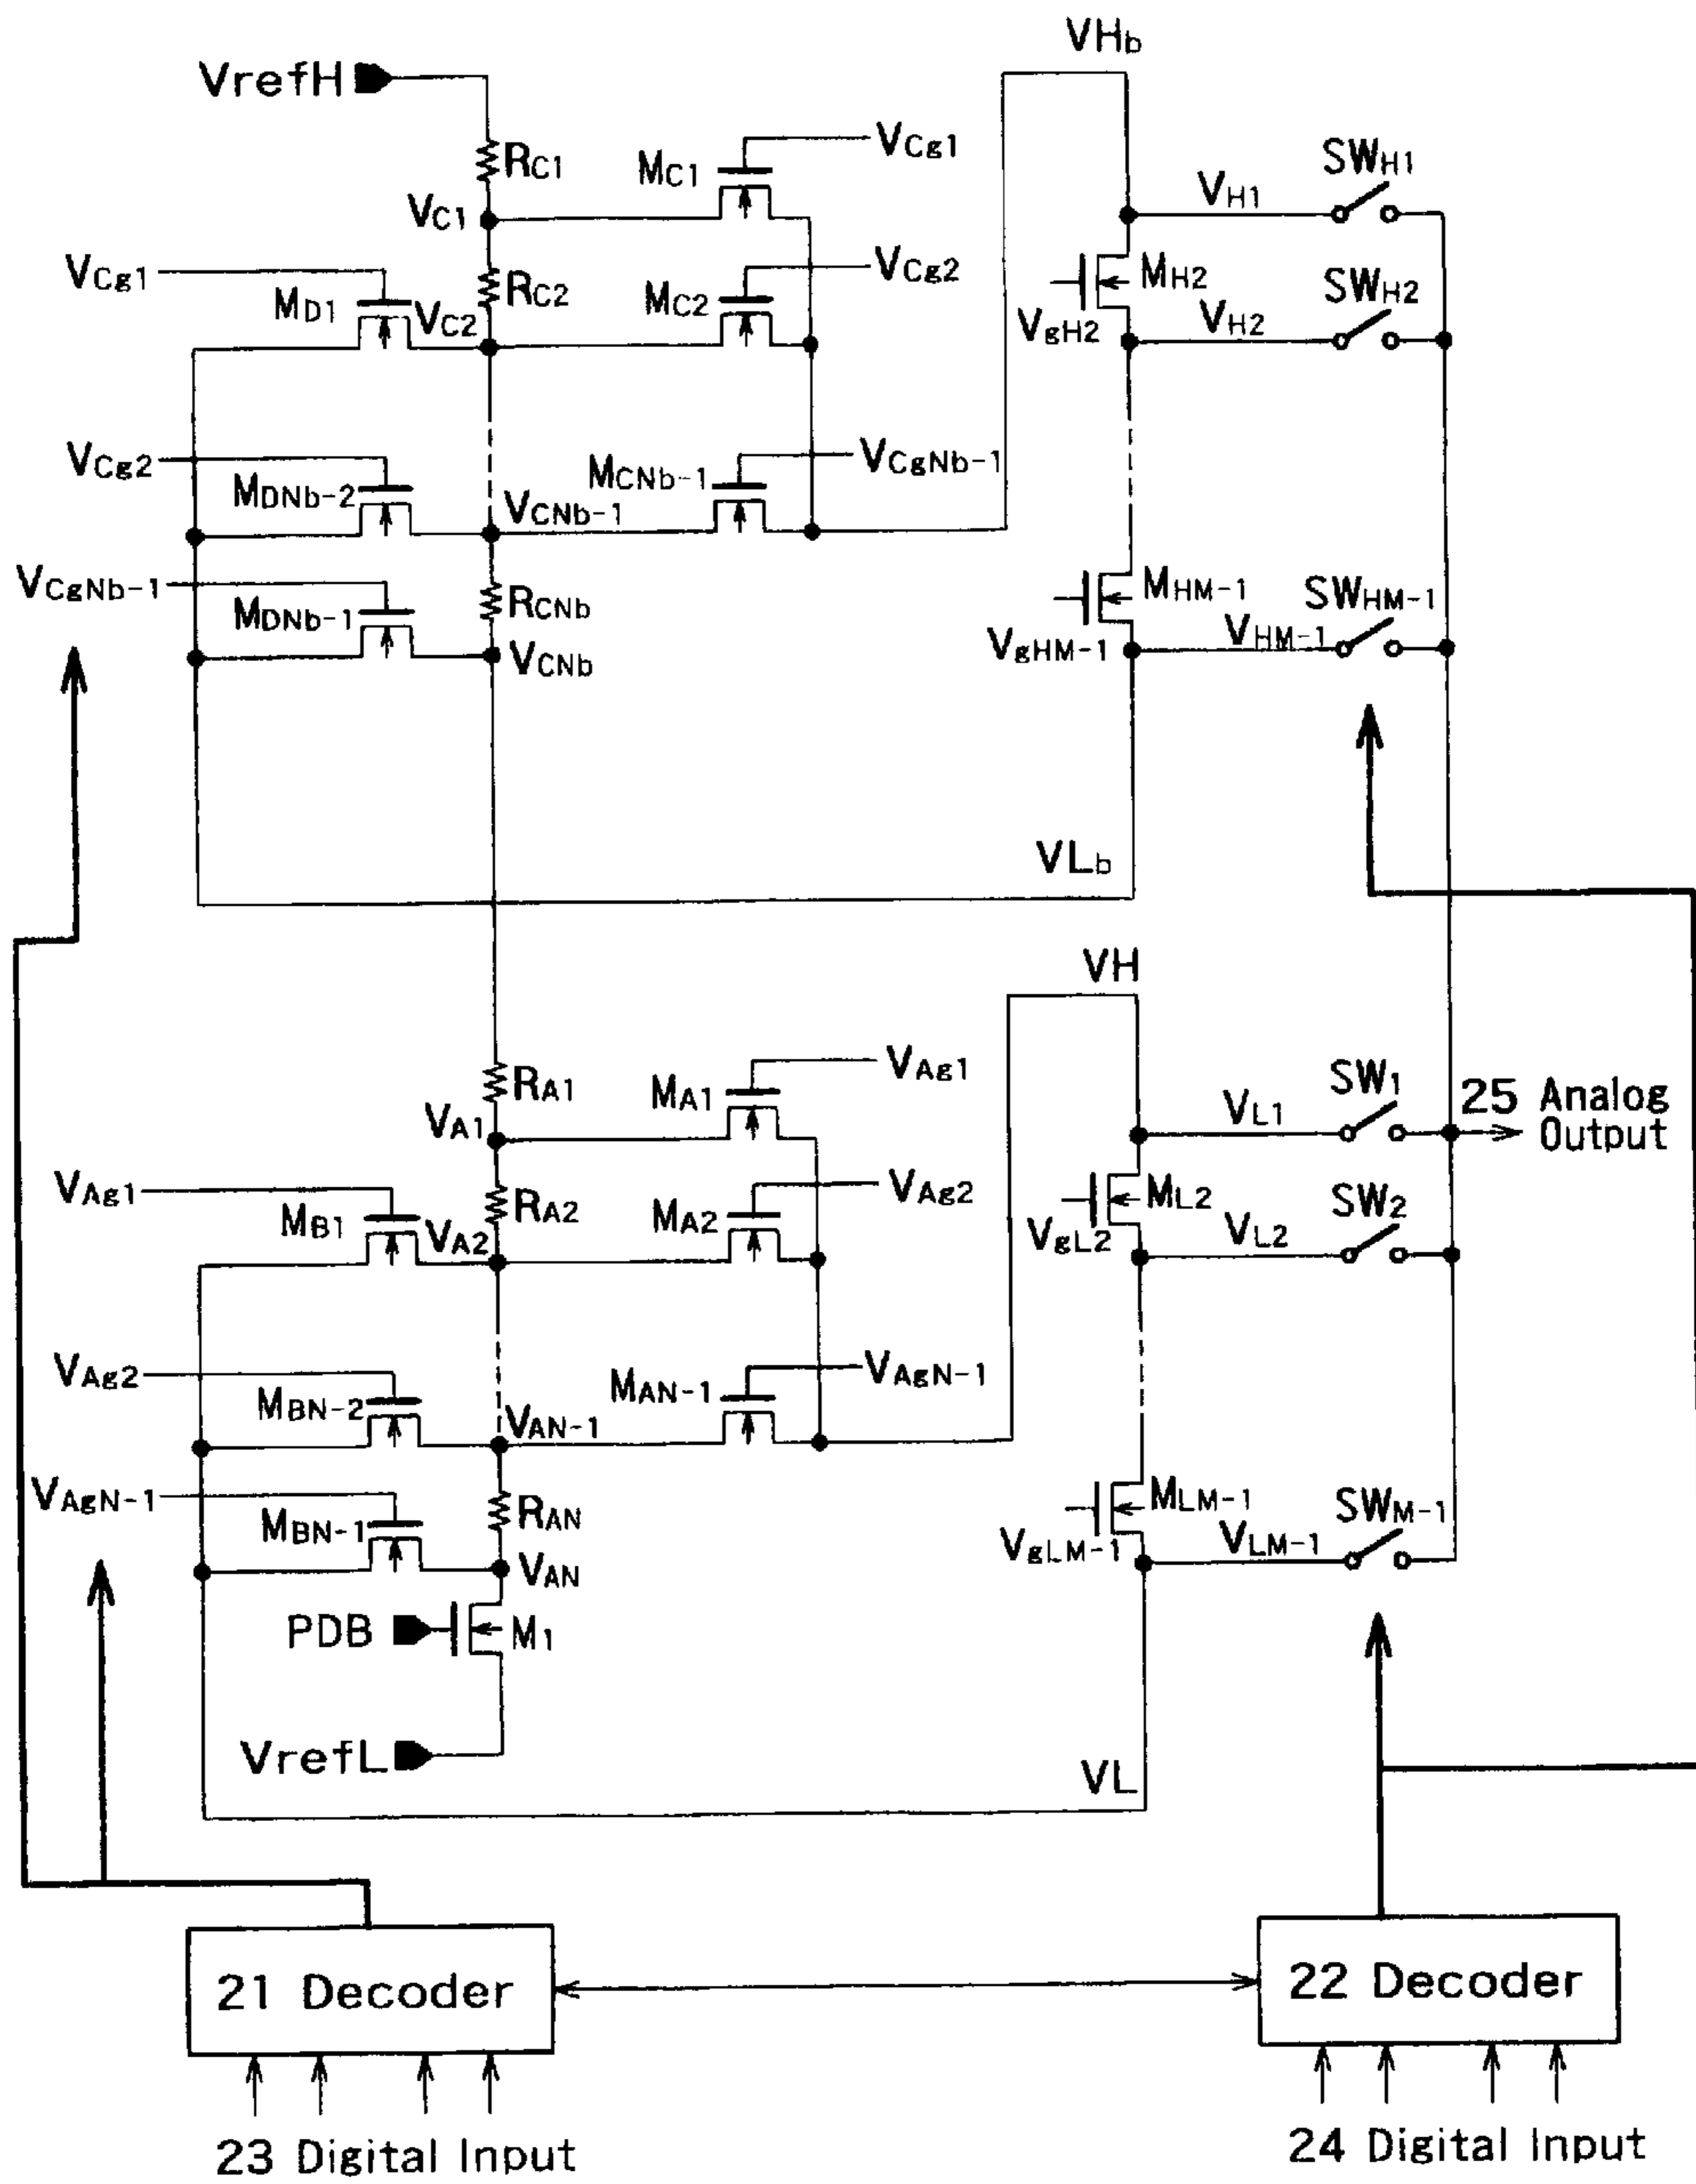 VHb
VrefH
RC1
MC1
VCg1
SWH1
VH1
VC1
VCg1
MD1
VC2
RC2
MC2
VCg2
MH2
SWH2
VgH2
VH2
VCg2
MDNb-2
VCNb-1
MCNb-1
VCgNb-1
VCgNb-1
MDNb-1
RCNb
VCNb
MHM-1
SWHM-1
VgHM-1
VHM-1
VLb
VH
RA1
MA1
VAg1
SW1
VL1
25 Analog
Output
VA1
VAg1
MB1
VA2
RA2
MA2
VAg2
ML2
SW2
VgL2
VL2
VAg2
MBN-2
VAN-1
MAN-1
VAgN-1
VAgN-1
MBN-1
RAN
VAN
MLM-1
SWM-1
VgLM-1
VLM-1
PDB
M1
VrefL
VL
21 Decoder
22 Decoder
23 Digital Input
24 Digital Input